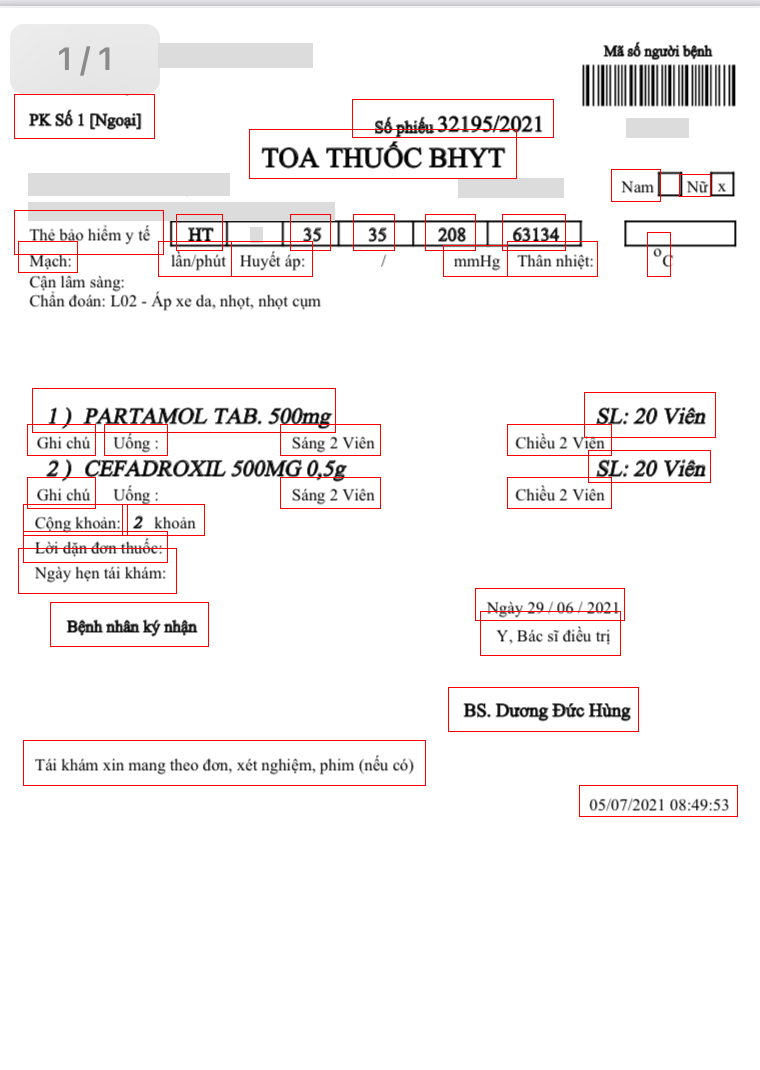 1/1
Mã số người bệnh
PK Số 1 [Ngoại]
Số phiếu 32195/2021
TOA THUỐC BHYT
Nam Nữ x
Thẻ bảo hiểm y tế HT 35 35 208 63134
Mạch: lần/phút Huyết áp: / mmHg Thân nhiệt: °C
Cận lâm sàng:
Chẩn đoán: L02 - Áp xe da, nhọt, nhọt cụm
1 ) PARTAMOL TAB. 500mg SL: 20 Viên
Ghi chú Uống : Sáng 2 Viên Chiều 2 Viên
2 ) CEFADROXIL 500MG 0,5g SL: 20 Viên
Ghi chú Uống : Sáng 2 Viên Chiều 2 Viên
Cộng khoản: 2 khoản
Lời dặn đơn thuốc:
Ngày hẹn tái khám:
Ngày 29 / 06 / 2021
Bệnh nhân ký nhận
Y, Bác sĩ điều trị
BS. Dương Đức Hùng
Tái khám xin mang theo đơn, xét nghiệm, phim (nếu có)
05/07/2021 08:49:53